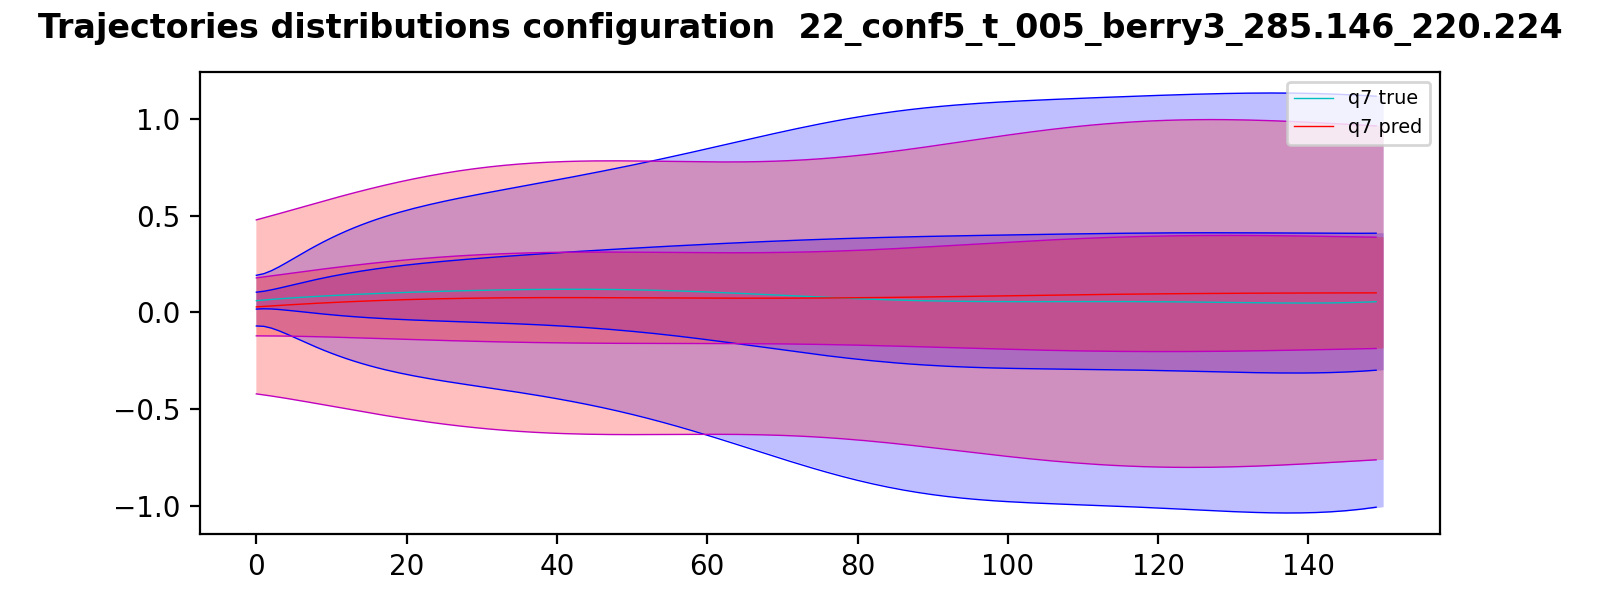 Trajectories distributions configuration  22_conf5_t_005_berry3_285.146_220.224
q7 true
q7 pred
1.0
0.5
0.0
−0.5
−1.0
0 20 40 60 80 100 120 140